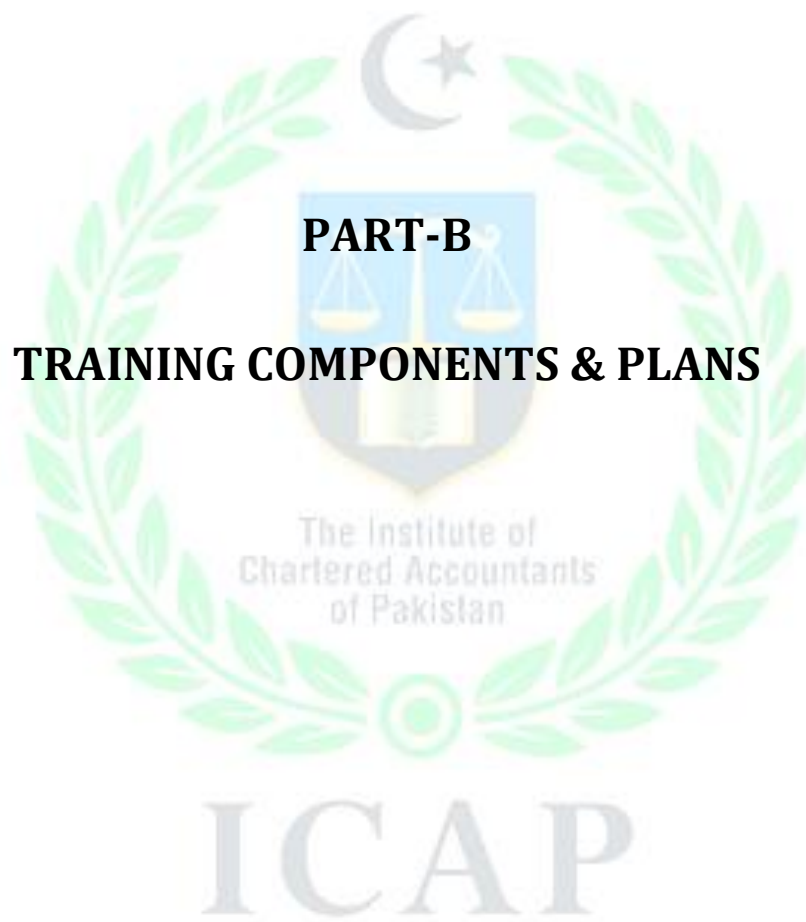 PART-B
TRAINING COMPONENTS & PLANS
The Institute of
Chartered Accountants
of Pakistan
ICAP